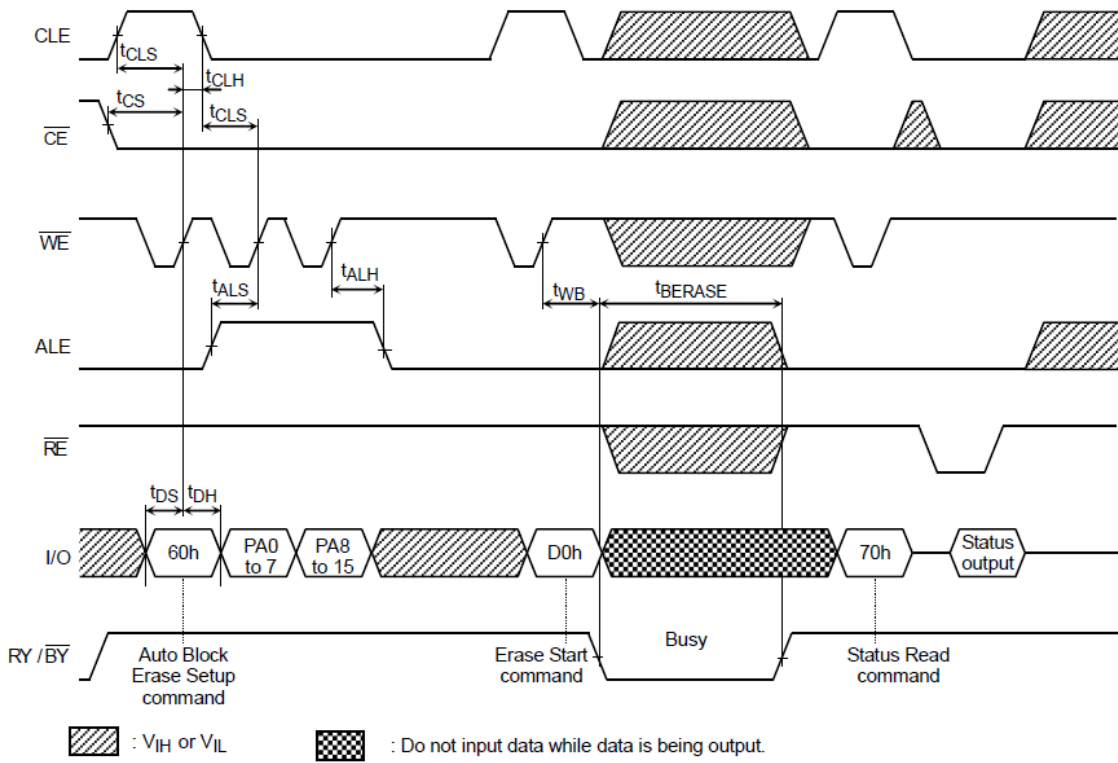 CLE
tCLS
tCLH
tCS
tCLS
CE
WE
tALS
tALH
tWB
tBERASE
ALE
RE
tDS
tDH
I/O
60h
PA0
to 7
PA8
to 15
D0h
70h
Status
output
RY / BY
Busy
Auto Block
Erase Setup
command
Erase Start
command
Status Read
command
: VIH or VIL
: Do not input data while data is being output.